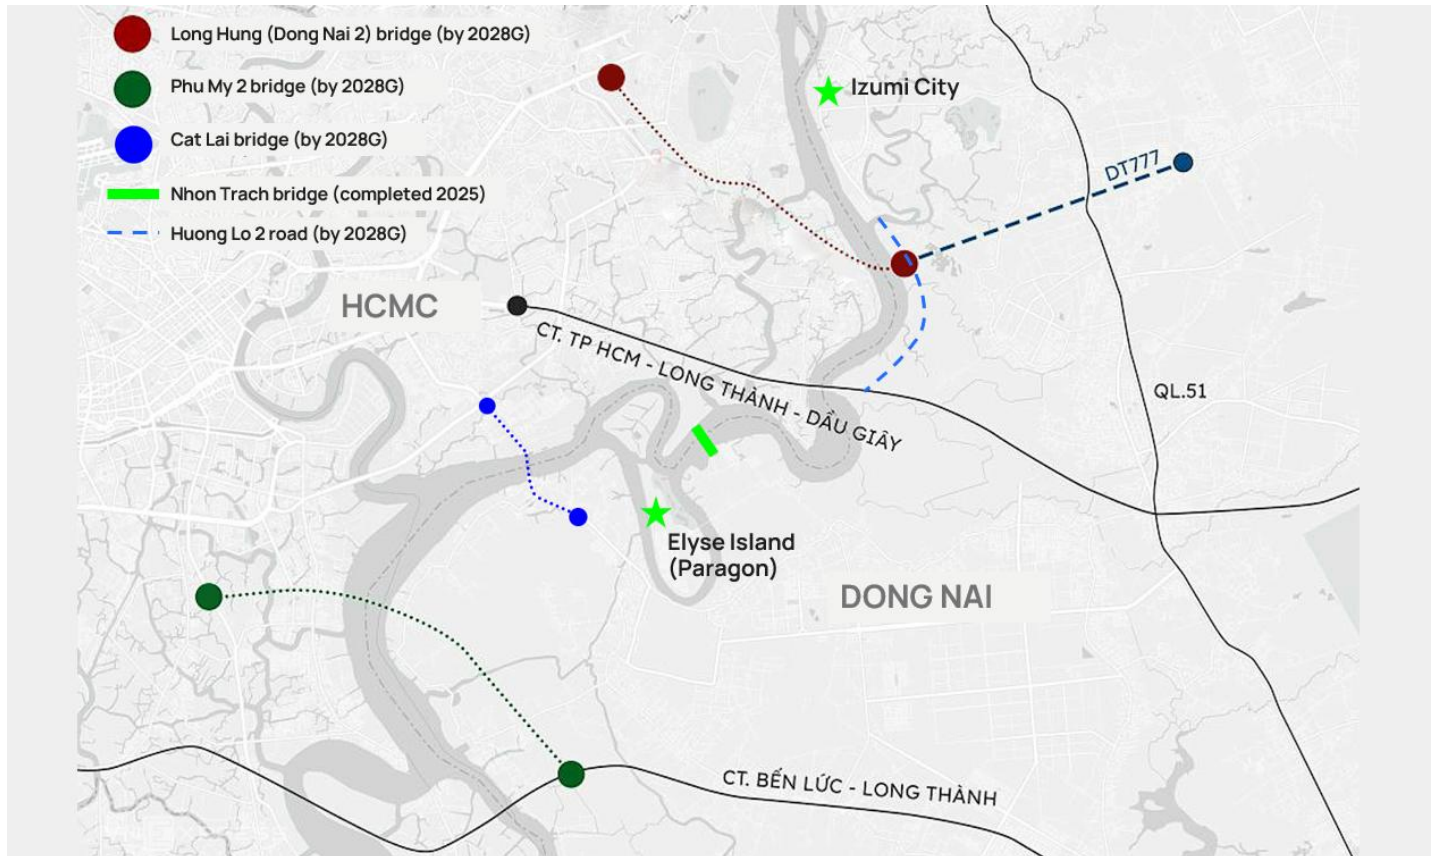 Long Hung (Dong Nai 2) bridge (by 2028G)
Phu My 2 bridge (by 2028G)
Cat Lai bridge (by 2028G)
Nhon Trach bridge (completed 2025)
Huong Lo 2 road (by 2028G)
Izumi City
DT777
HCMC
CT. TP HCM - LONG THÀNH - DẦU GIÂY
QL.51
Elyse Island
(Paragon)
DONG NAI
CT. BẾN LỨC - LONG THÀNH